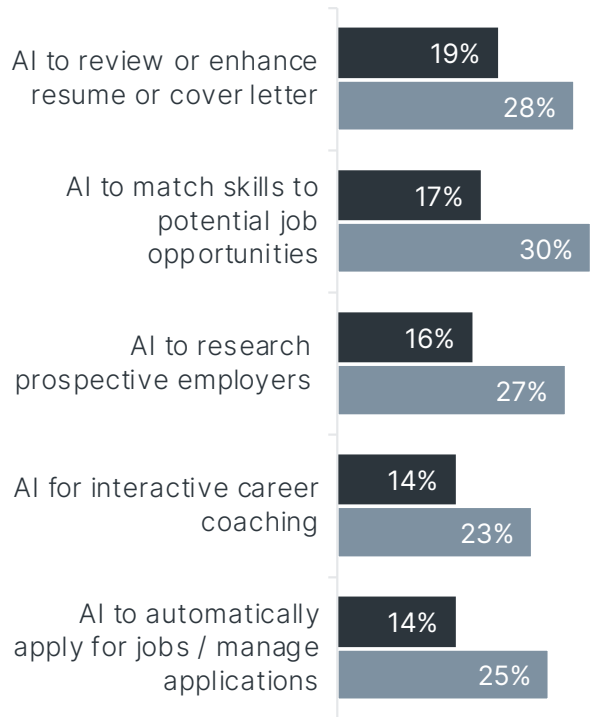 AI to review or enhance
resume or cover letter
19%
28%
AI to match skills to
potential job
opportunities
17%
30%
AI to research
prospective employers
16%
27%
AI for interactive career
coaching
14%
23%
AI to automatically
apply for jobs / manage
applications
14%
25%